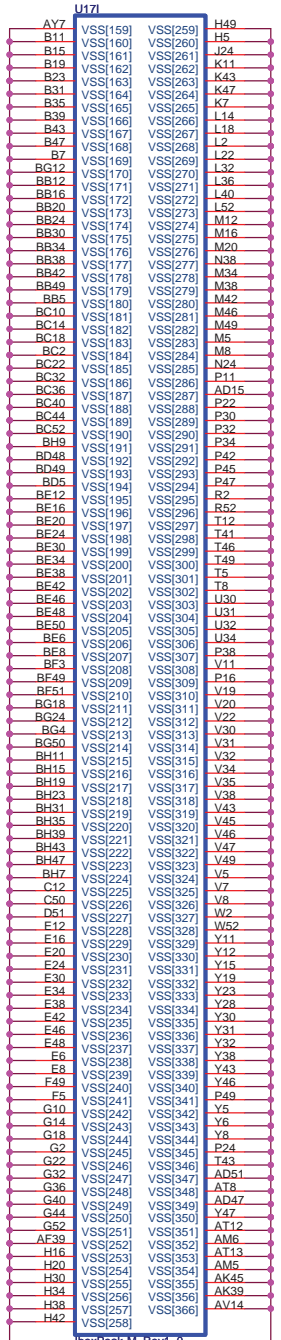 U17I
AY7 VSS[159] VSS[259] H49
B11 VSS[160] VSS[260] H5
B15 VSS[161] VSS[261] J24
B19 VSS[162] VSS[262] K11
B23 VSS[163] VSS[263] K43
B31 VSS[164] VSS[264] K47
B35 VSS[165] VSS[265] K7
B39 VSS[166] VSS[266] L14
B43 VSS[167] VSS[267] L18
B47 VSS[168] VSS[268] L2
B7 VSS[169] VSS[269] L22
BG12 VSS[170] VSS[270] L32
BB12 VSS[171] VSS[271] L36
BB16 VSS[172] VSS[272] L40
BB20 VSS[173] VSS[273] L52
BB24 VSS[174] VSS[274] M12
BB30 VSS[175] VSS[275] M16
BB34 VSS[176] VSS[276] M20
BB38 VSS[177] VSS[277] N38
BB42 VSS[178] VSS[278] M34
BB49 VSS[179] VSS[279] M38
BB5 VSS[180] VSS[280] M42
BC10 VSS[181] VSS[281] M46
BC14 VSS[182] VSS[282] M49
BC18 VSS[183] VSS[283] M5
BC2 VSS[184] VSS[284] M8
BC22 VSS[185] VSS[285] N24
BC32 VSS[186] VSS[286] P11
BC36 VSS[187] VSS[287] AD15
BC40 VSS[188] VSS[288] P22
BC44 VSS[189] VSS[289] P30
BC52 VSS[190] VSS[290] P32
BH9 VSS[191] VSS[291] P34
BD48 VSS[192] VSS[292] P42
BD49 VSS[193] VSS[293] P45
BD5 VSS[194] VSS[294] P47
BE12 VSS[195] VSS[295] R2
BE16 VSS[196] VSS[296] R52
BE20 VSS[197] VSS[297] T12
BE24 VSS[198] VSS[298] T41
BE30 VSS[199] VSS[299] T46
BE34 VSS[200] VSS[300] T49
BE38 VSS[201] VSS[301] T5
BE42 VSS[202] VSS[302] T8
BE46 VSS[203] VSS[303] U30
BE48 VSS[204] VSS[304] U31
BE50 VSS[205] VSS[305] U32
BE6 VSS[206] VSS[306] U34
BE8 VSS[207] VSS[307] P38
BF3 VSS[208] VSS[308] V11
BF49 VSS[209] VSS[309] P16
BF51 VSS[210] VSS[310] V19
BG18 VSS[211] VSS[311] V20
BG24 VSS[212] VSS[312] V22
BG4 VSS[213] VSS[313] V30
BG50 VSS[214] VSS[314] V31
BH11 VSS[215] VSS[315] V32
BH15 VSS[216] VSS[316] V34
BH19 VSS[217] VSS[317] V35
BH23 VSS[218] VSS[318] V38
BH31 VSS[219] VSS[319] V43
BH35 VSS[220] VSS[320] V45
BH39 VSS[221] VSS[321] V46
BH43 VSS[222] VSS[322] V47
BH47 VSS[223] VSS[323] V49
BH7 VSS[224] VSS[324] V5
C12 VSS[225] VSS[325] V7
C50 VSS[226] VSS[326] V8
D51 VSS[227] VSS[327] W2
E12 VSS[228] VSS[328] W52
E16 VSS[229] VSS[329] Y11
E20 VSS[230] VSS[330] Y12
E24 VSS[231] VSS[331] Y15
E30 VSS[232] VSS[332] Y19
E34 VSS[233] VSS[333] Y23
E38 VSS[234] VSS[334] Y28
E42 VSS[235] VSS[335] Y30
E46 VSS[236] VSS[336] Y31
E48 VSS[237] VSS[337] Y32
E6 VSS[238] VSS[338] Y38
E8 VSS[239] VSS[339] Y43
F49 VSS[240] VSS[340] Y46
F5 VSS[241] VSS[341] P49
G10 VSS[242] VSS[342] Y5
G14 VSS[243] VSS[343] Y6
G18 VSS[244] VSS[344] Y8
G2 VSS[245] VSS[345] P24
G22 VSS[246] VSS[346] T43
G32 VSS[247] VSS[347] AD51
G36 VSS[248] VSS[348] AT8
G40 VSS[249] VSS[349] AD47
G44 VSS[250] VSS[350] Y47
G52 VSS[251] VSS[351] AT12
AF39 VSS[252] VSS[352] AM6
H16 VSS[253] VSS[353] AT13
H20 VSS[254] VSS[354] AM5
H30 VSS[255] VSS[355] AK45
H34 VSS[256] VSS[356] AK39
H38 VSS[257] VSS[366] AV14
H42 VSS[258]